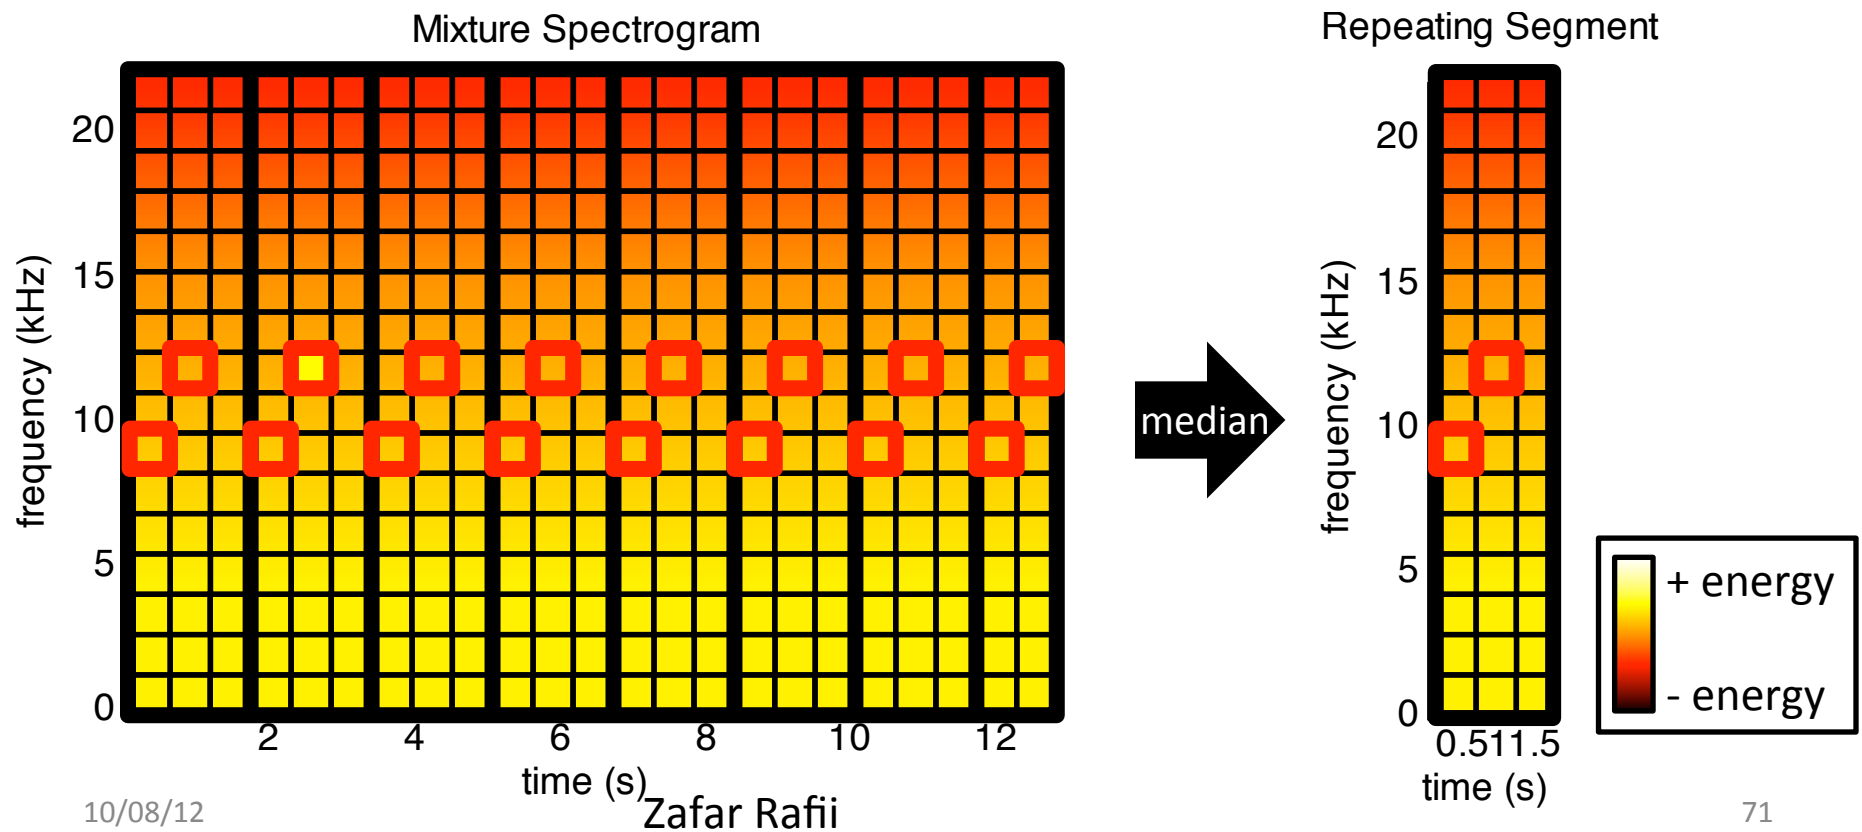 Mixture Spectrogram
frequency (kHz)
20
15
10
5
0
2 4 6 8 10 12
time (s)
median
Repeating Segment
frequency (kHz)
20
15
10
5
0
0.511.5
time (s)
+ energy
- energy
10/08/12
Zafar Rafii
71